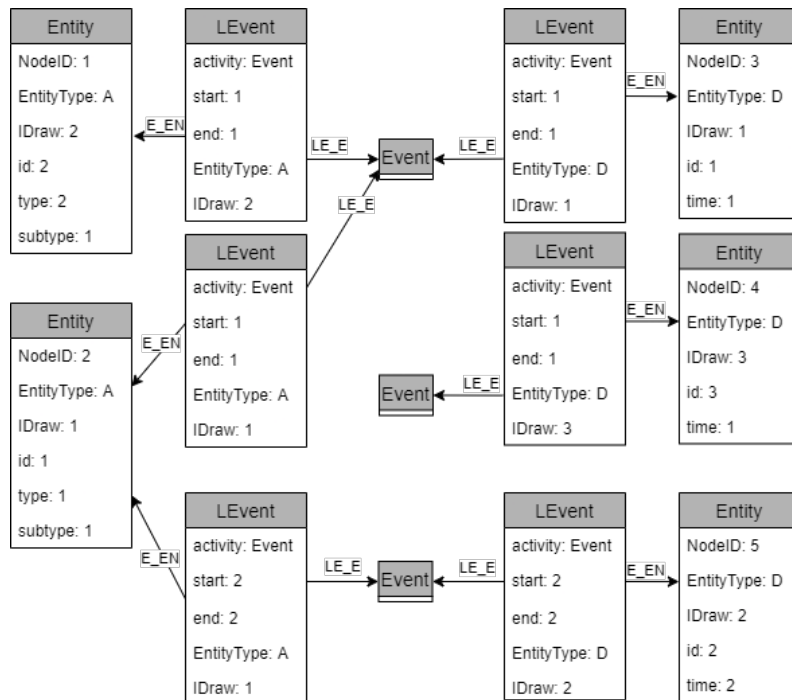 Entity
NodeID: 1
EntityType: A
IDraw: 2
id: 2
type: 2
subtype: 1
E_EN
LEvent
activity: Event
start: 1
end: 1
EntityType: A
IDraw: 2
LE_E
Event
LE_E
LEvent
activity: Event
start: 1
end: 1
EntityType: D
IDraw: 1
E_EN
Entity
NodeID: 3
EntityType: D
IDraw: 1
id: 1
time: 1
Entity
NodeID: 2
EntityType: A
IDraw: 1
id: 1
type: 1
subtype: 1
E_EN
LEvent
activity: Event
start: 1
end: 1
EntityType: A
IDraw: 1
LE_E
Event
LE_E
LEvent
activity: Event
start: 1
end: 1
EntityType: D
IDraw: 3
E_EN
Entity
NodeID: 4
EntityType: D
IDraw: 3
id: 3
time: 1
E_EN
LEvent
activity: Event
start: 2
end: 2
EntityType: A
IDraw: 1
LE_E
Event
LE_E
LEvent
activity: Event
start: 2
end: 2
EntityType: D
IDraw: 2
E_EN
Entity
NodeID: 5
EntityType: D
IDraw: 2
id: 2
time: 2